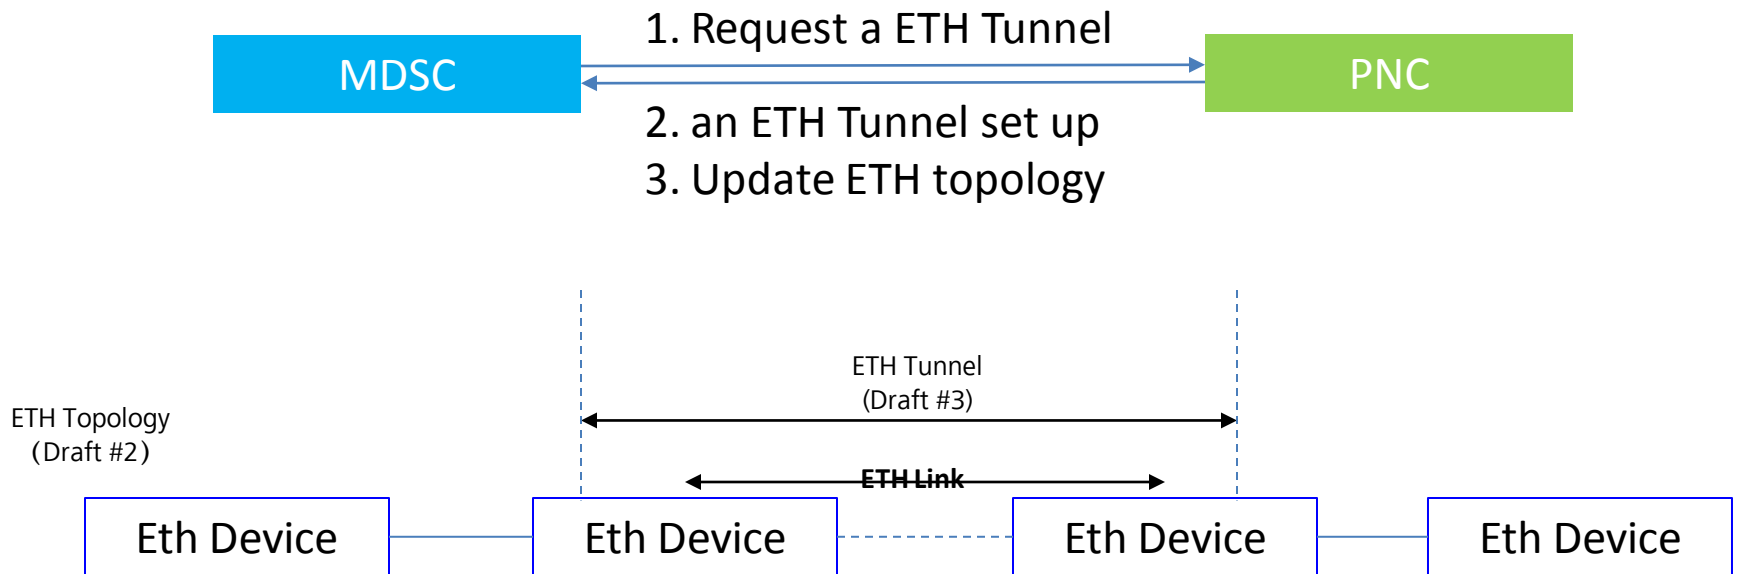 1. Request a ETH Tunnel
MDSC
PNC
2. an ETH Tunnel set up
3. Update ETH topology
ETH Tunnel
(Draft #3)
ETH Topology
(Draft #2)
ETH Link
Eth Device
Eth Device
Eth Device
Eth Device